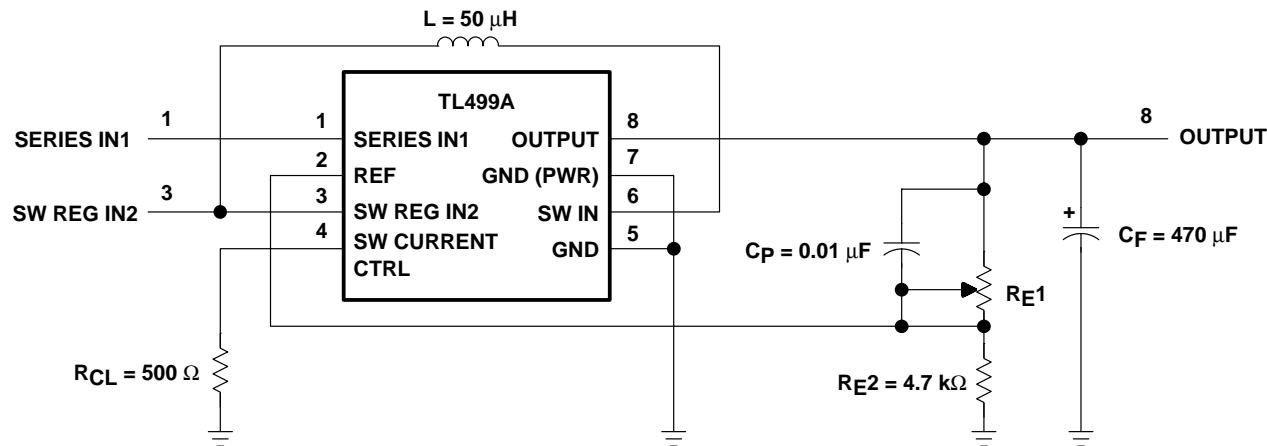 L = 50 μH
TL499A
SERIES IN1
1
1
SERIES IN1
OUTPUT
8
8
OUTPUT
2
REF
GND (PWR)
7
SW REG IN2
3
3
SW REG IN2
SW IN
6
4
SW CURRENT
CTRL
GND
5
CP = 0.01 μF
+
CF = 470 μF
RE1
RCL = 500 Ω
RE2 = 4.7 kΩ